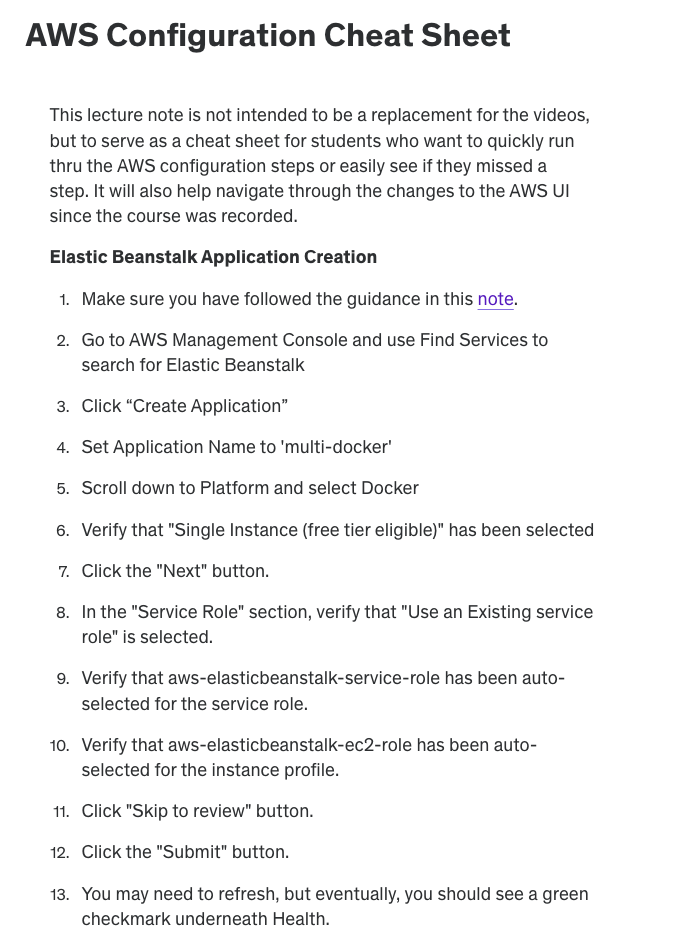 AWS Configuration Cheat Sheet
This lecture note is not intended to be a replacement for the videos,
but to serve as a cheat sheet for students who want to quickly run
thru the AWS configuration steps or easily see if they missed a
step. It will also help navigate through the changes to the AWS UI
since the course was recorded.
Elastic Beanstalk Application Creation
1. Make sure you have followed the guidance in this note.
2. Go to AWS Management Console and use Find Services to
search for Elastic Beanstalk
3. Click “Create Application”
4. Set Application Name to 'multi-docker'
5. Scroll down to Platform and select Docker
6. Verify that "Single Instance (free tier eligible)" has been selected
7. Click the "Next" button.
8. In the "Service Role" section, verify that "Use an Existing service
role" is selected.
9. Verify that aws-elasticbeanstalk-service-role has been auto-
selected for the service role.
10. Verify that aws-elasticbeanstalk-ec2-role has been auto-
selected for the instance profile.
11. Click "Skip to review" button.
12. Click the "Submit" button.
13. You may need to refresh, but eventually, you should see a green
checkmark underneath Health.